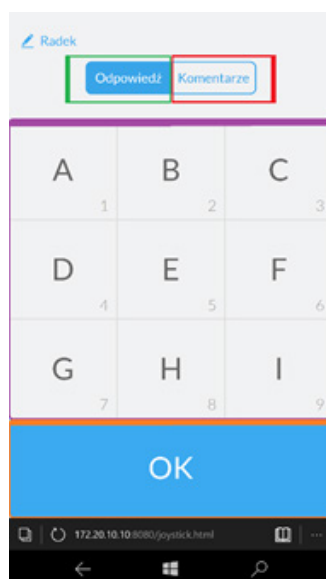 Radek
Odpowiedź Komentarze
A B C
1 2 3
D E F
4 5 6
G H I
7 8 9
OK
172.20.10.10:8080/joystick.html